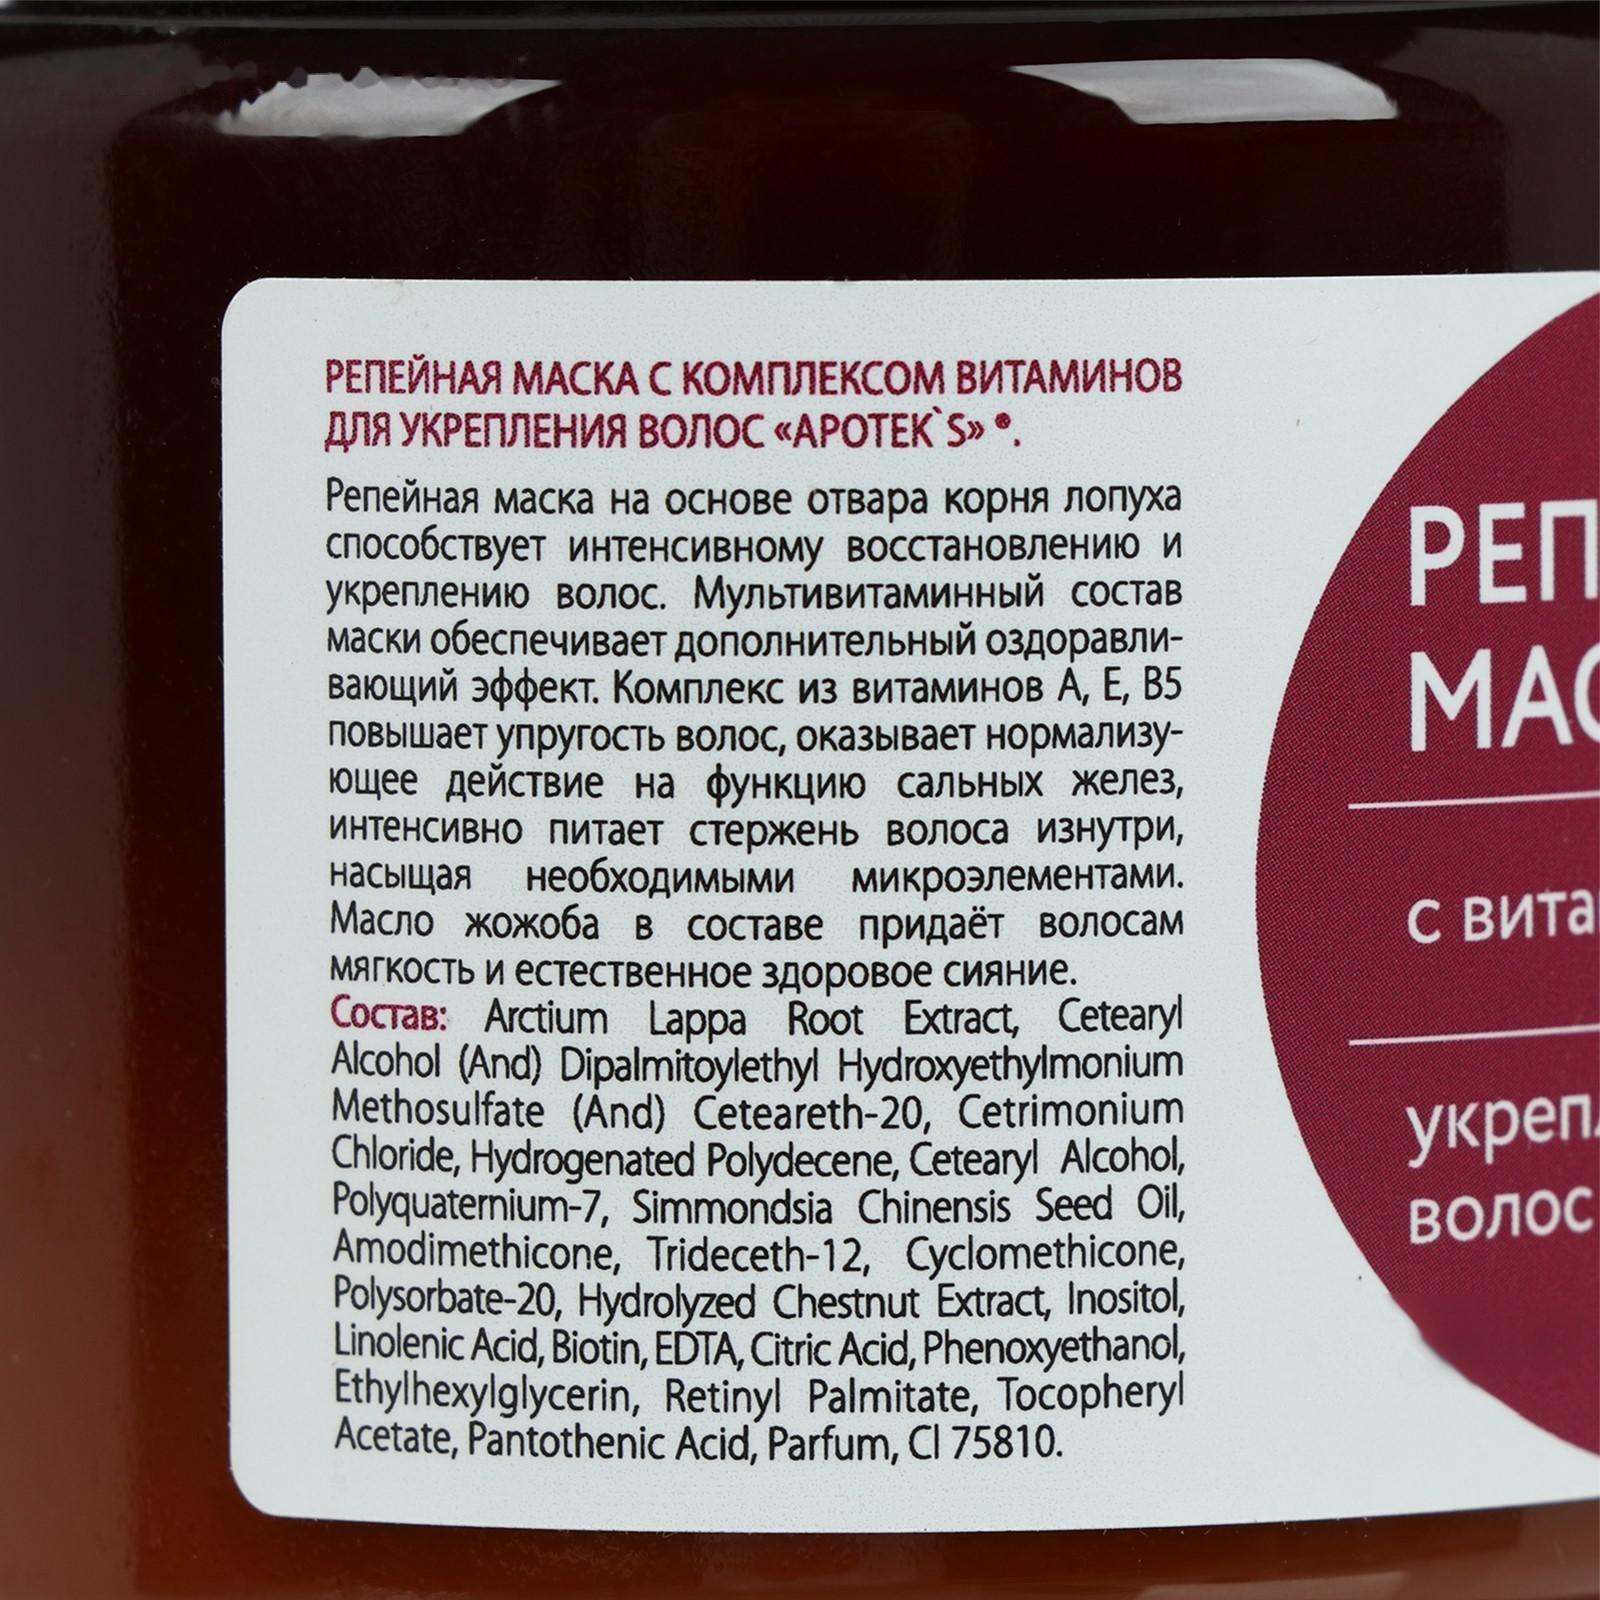 РЕПЕЙНАЯ МАСКА С КОМПЛЕКСОМ ВИТАМИНОВ
ДЛЯ УКРЕПЛЕНИЯ ВОЛОС «APOTEK`S» ®.
Репейная маска на основе отвара корня лопуха
способствует интенсивному восстановлению и
укреплению волос. Мультивитаминный состав
маски обеспечивает дополнительный оздоравли-
вающий эффект. Комплекс из витаминов А, Е, В5
повышает упругость волос, оказывает нормализу-
ющее действие на функцию сальных желез,
интенсивно питает стержень волоса изнутри,
насыщая необходимыми микроэлементами.
Масло жожоба в составе придаёт волосам
мягкость и естественное здоровое сияние.
Состав: Arctium Lappa Root Extract, Cetearyl
Alcohol (And) Dipalmitoylethyl Hydroxyethylmonium
Methosulfate (And) Ceteareth-20, Cetrimonium
Chloride, Hydrogenated Polydecene, Cetearyl Alcohol,
Polyquaternium-7, Simmondsia Chinensis Seed Oil,
Amodimethicone, Trideceth-12, Cyclomethicone,
Polysorbate-20, Hydrolyzed Chestnut Extract, Inositol,
Linolenic Acid, Biotin, EDTA, Citric Acid, Phenoxyethanol,
Ethylhexylglycerin, Retinyl Palmitate, Tocopheryl
Acetate, Pantothenic Acid, Parfum, CI 75810.
РЕП
МАС
с вита
укреп
волос